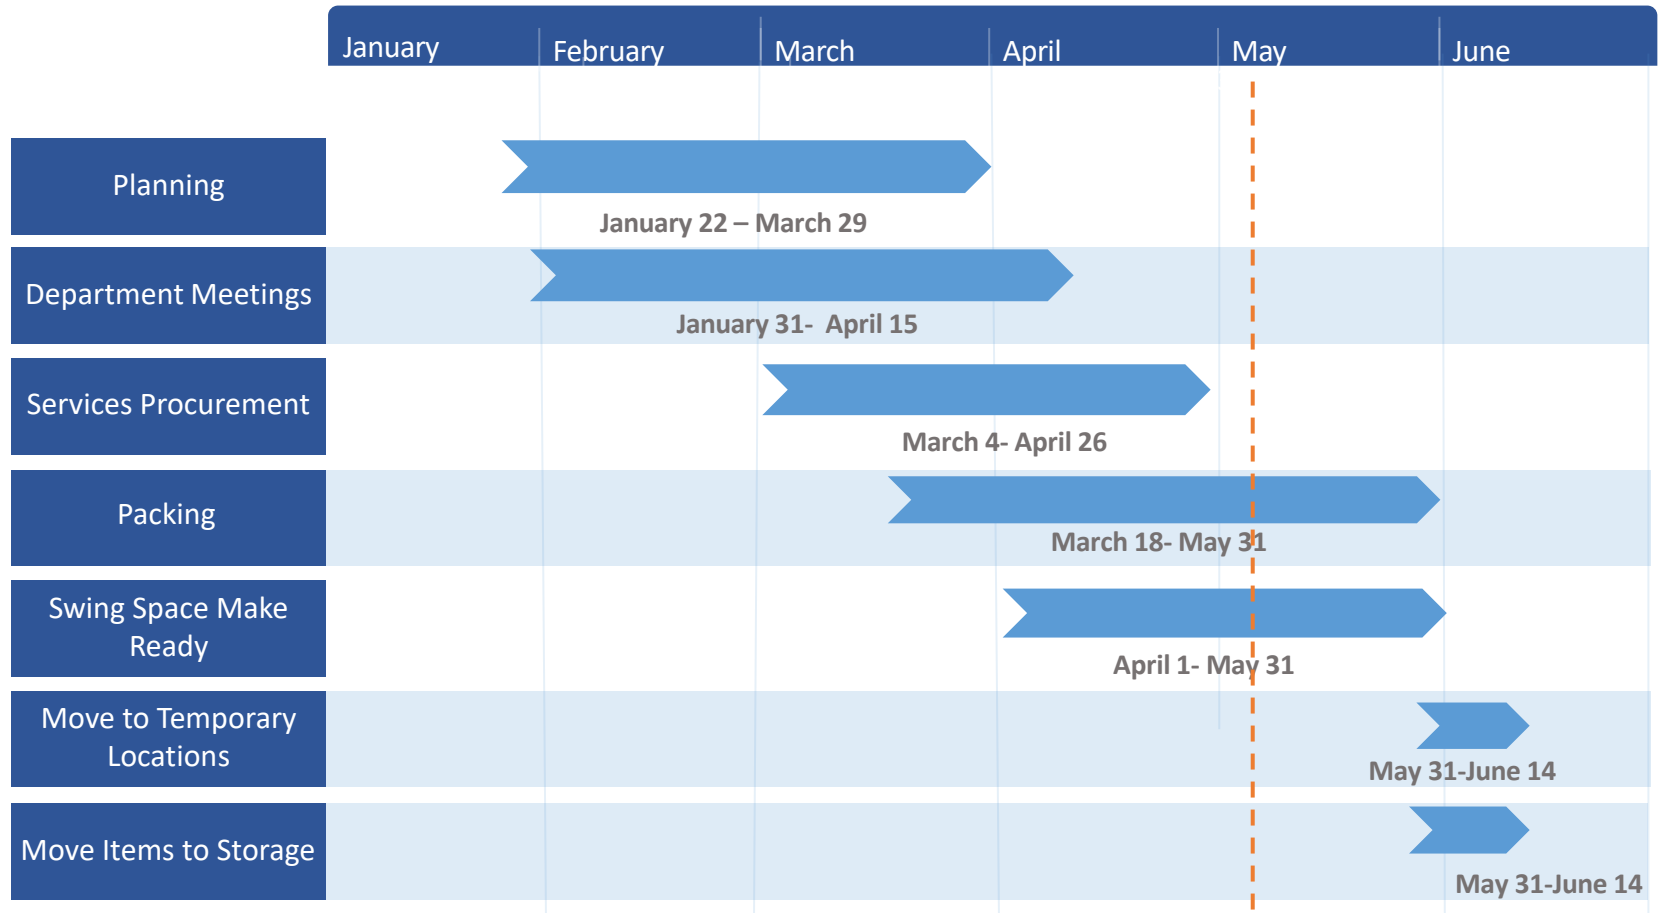 January February March April May June
Planning
January 22 – March 29
Department Meetings
January 31-  April 15
Services Procurement
March 4- April 26
Packing
March 18- May 31
Swing Space Make
Ready
April 1- May 31
Move to Temporary
Locations
May 31-June 14
Move Items to Storage
May 31-June 14